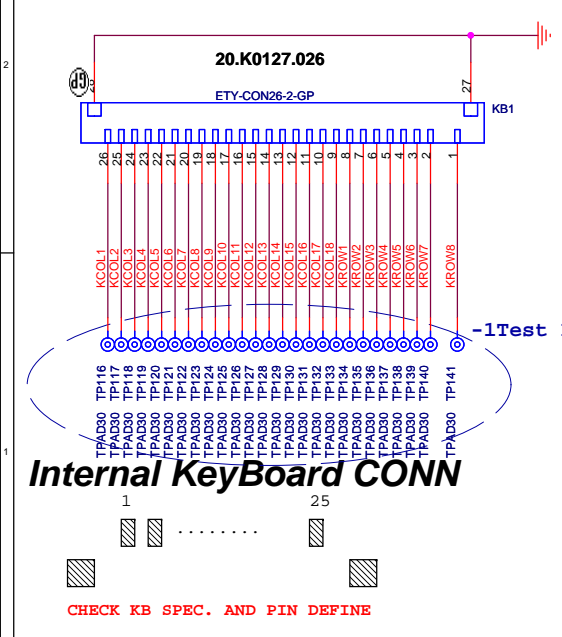 2
20.K0127.026
GP
28
27
ETY-CON26-2-GP
KB1
26
25
24
23
22
21
20
19
18
17
16
15
14
13
12
11
10
9
8
7
6
5
4
3
2
1
KCOL1
KCOL2
KCOL3
KCOL4
KCOL5
KCOL6
KCOL7
KCOL8
KCOL9
KCOL10
KCOL11
KCOL12
KCOL13
KCOL14
KCOL15
KCOL16
KCOL17
KCOL18
KROW1
KROW2
KROW3
KROW4
KROW5
KROW6
KROW7
KROW8
-1Test
TPAD30 TP116
TPAD30 TP117
TPAD30 TP118
TPAD30 TP119
TPAD30 TP120
TPAD30 TP121
TPAD30 TP122
TPAD30 TP123
TPAD30 TP124
TPAD30 TP125
TPAD30 TP126
TPAD30 TP127
TPAD30 TP128
TPAD30 TP129
TPAD30 TP130
TPAD30 TP131
TPAD30 TP132
TPAD30 TP133
TPAD30 TP134
TPAD30 TP135
TPAD30 TP136
TPAD30 TP137
TPAD30 TP138
TPAD30 TP139
TPAD30 TP140
TPAD30 TP141
1
Internal KeyBoard CONN
1 25
........
CHECK KB SPEC. AND PIN DEFINE